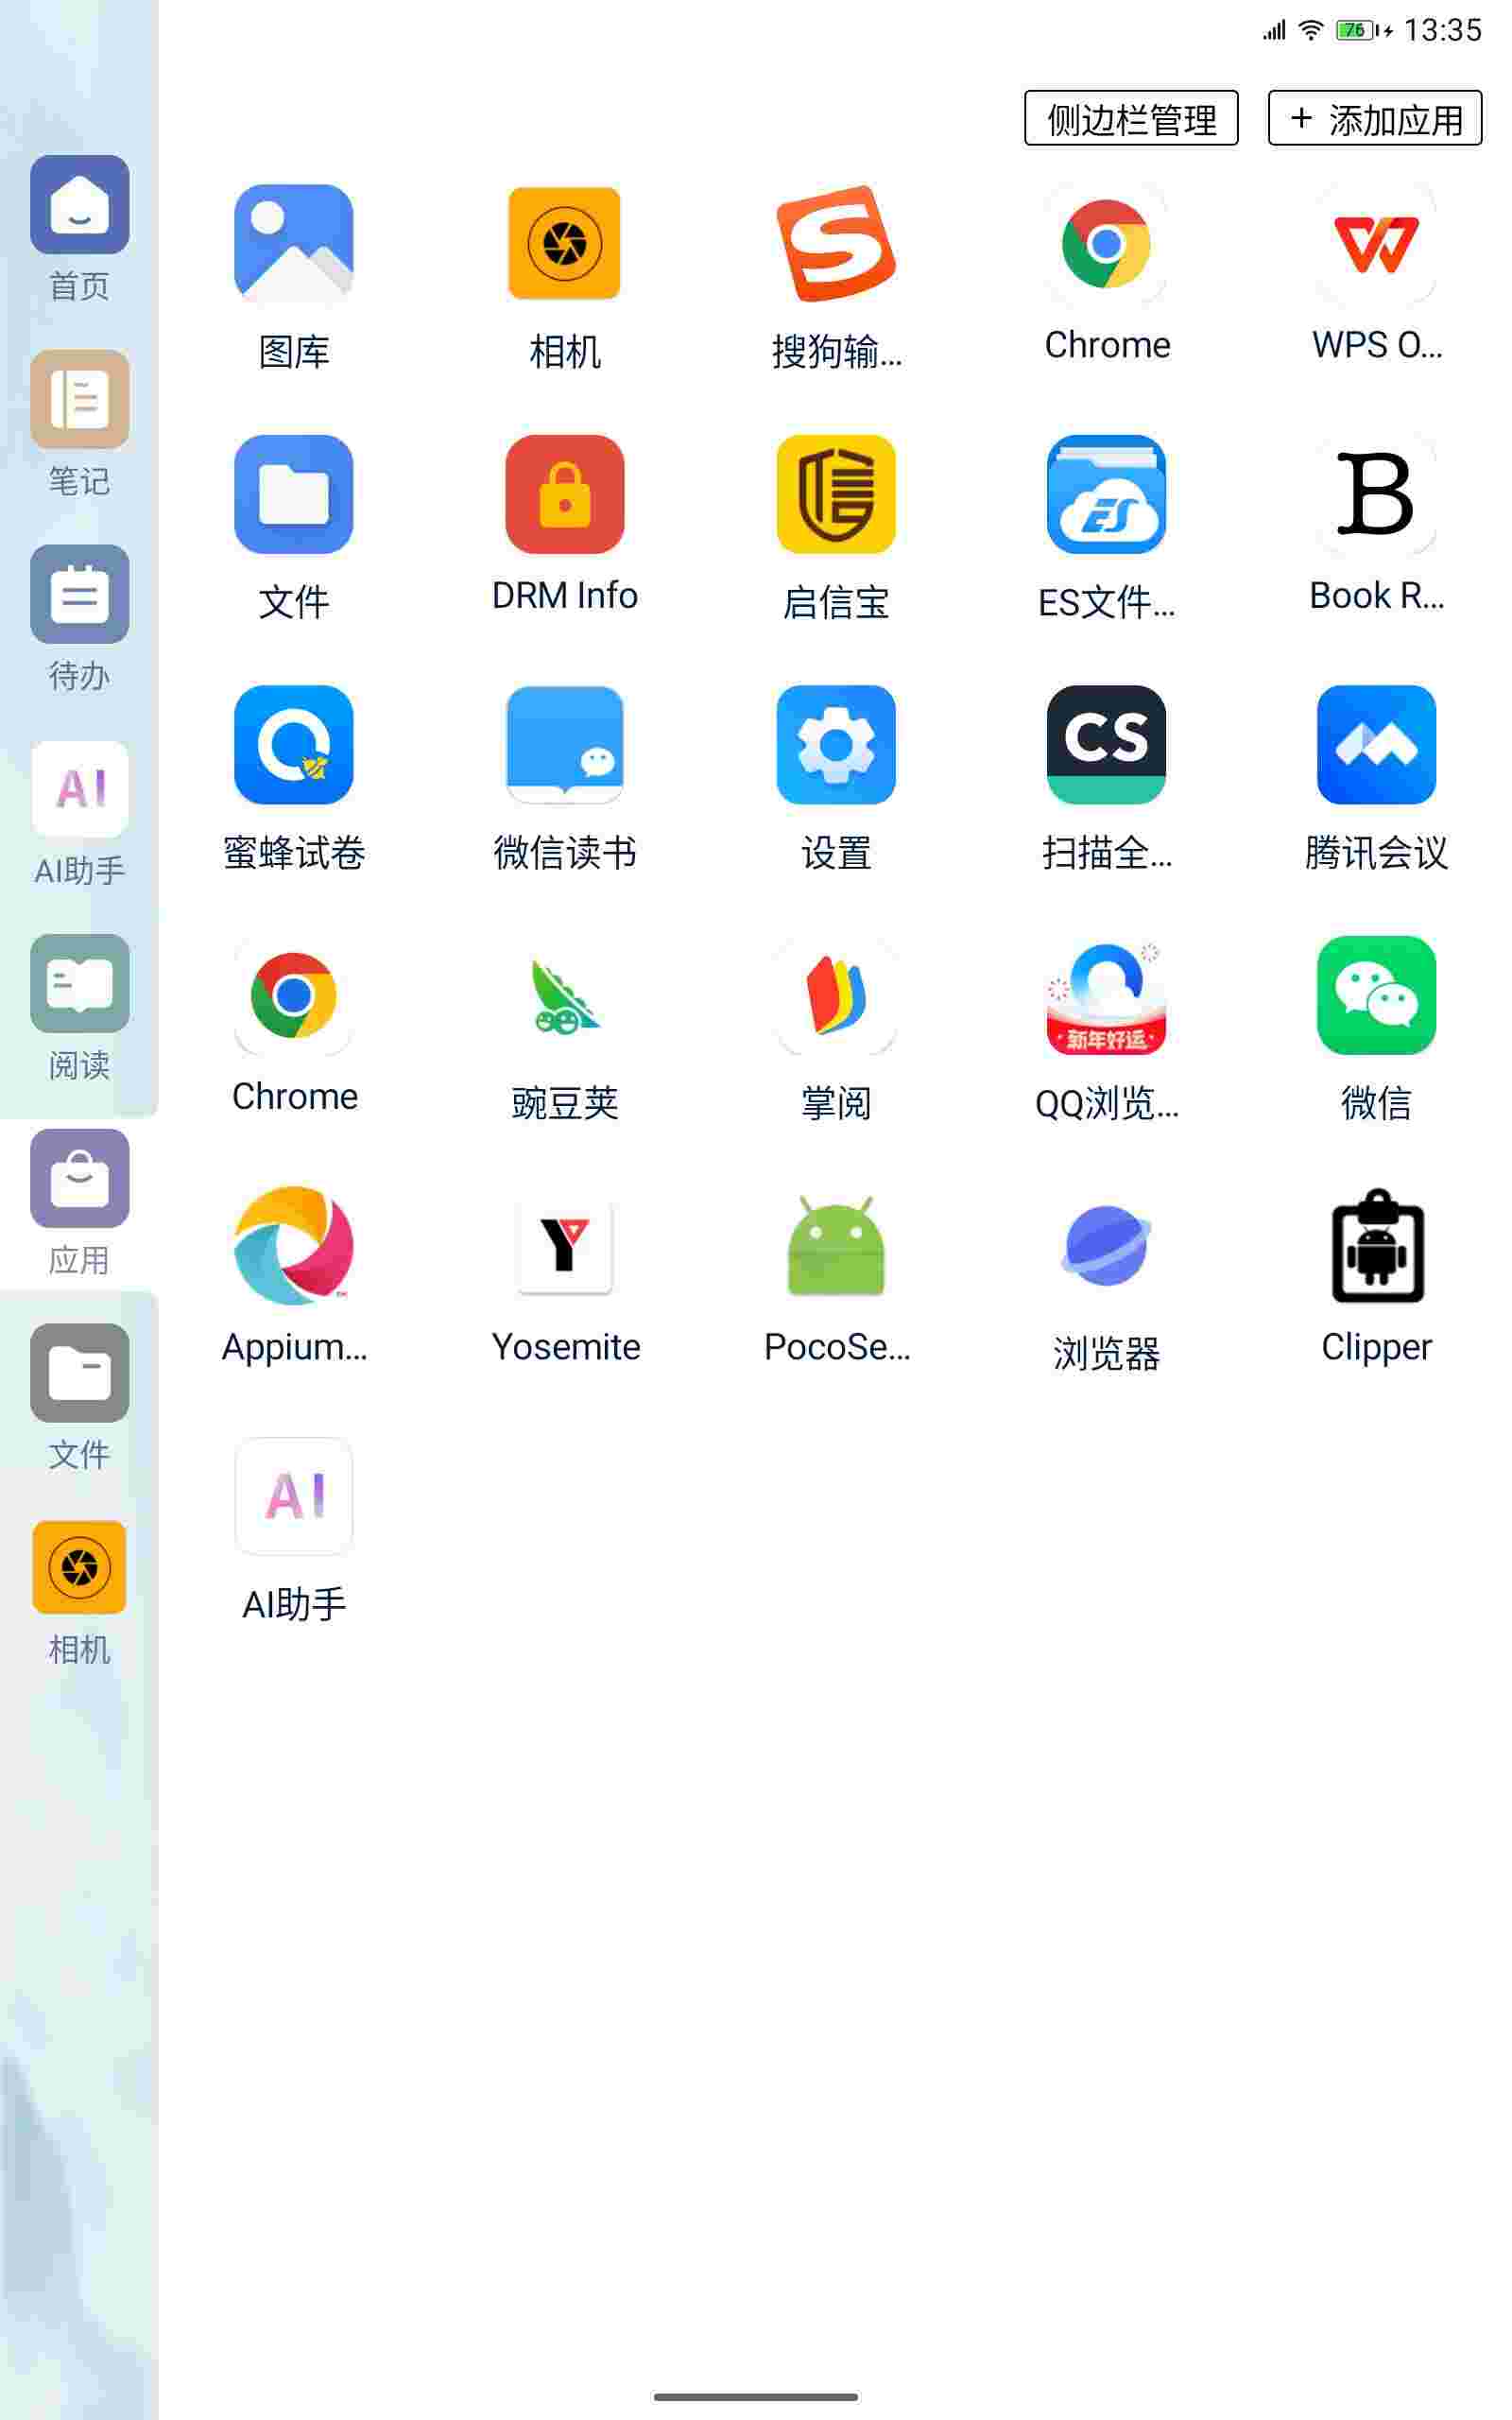 76 13:35
侧边栏管理
+ 添加应用
首页
笔记
待办
AI
AI助手
阅读
应用
文件
相机
图库
相机
搜狗输...
Chrome
WPS O...
文件
DRM Info
启信宝
ES
ES文件...
B
Book R...
蜜蜂试卷
微信读书
设置
CS
扫描全...
腾讯会议
Chrome
豌豆荚
掌阅
新年好运
QQ浏览...
微信
Appium...
Y
Yosemite
PocoSe...
浏览器
Clipper
AI
AI助手